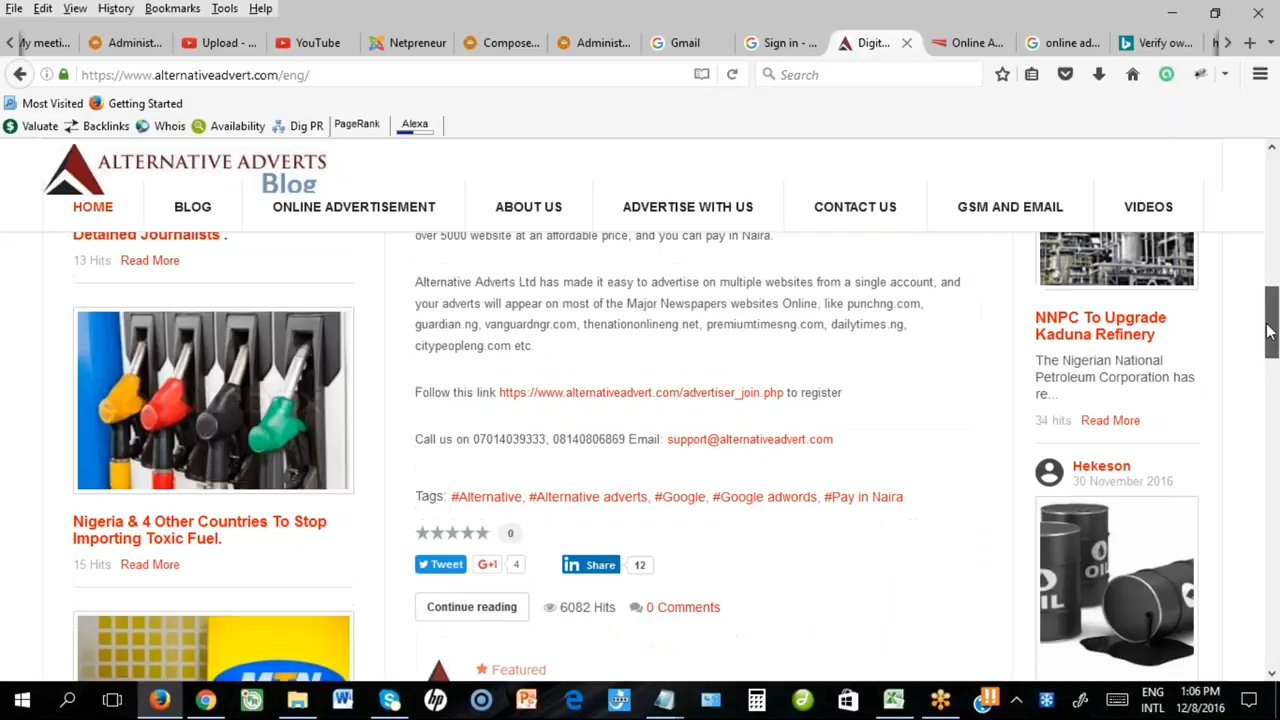 File Edit View History Bookmarks Tools Help
My meeti... Administ... Upload - ... YouTube Netpreneur Compose... Administ... Gmail Sign in - ... Digit... Online A... online ad... Verify ow...
https://www.alternativeadvert.com/eng/ Search
Most Visited Getting Started
Valuate Backlinks Whois Availability Dig PR PageRank Alexa
ALTERNATIVE ADVERTS
Blog
HOME BLOG ONLINE ADVERTISEMENT ABOUT US ADVERTISE WITH US CONTACT US GSM AND EMAIL VIDEOS
Detained Journalists .
13 Hits Read More
Nigeria & 4 Other Countries To Stop
Importing Toxic Fuel.
15 Hits Read More
over 5000 website at an affordable price, and you can pay in Naira.
Alternative Adverts Ltd has made it easy to advertise on multiple websites from a single account, and
your adverts will appear on most of the Major Newspapers websites Online, like punchng.com,
guardian.ng, vanguardngr.com, thenationonlineng.net, premiumtimesng.com, dailytimes.ng,
citypeopleng.com etc.
Follow this link https://www.alternativeadvert.com/advertiser_join.php to register
Call us on 07014039333, 08140806869 Email: support@alternativeadvert.com
Tags: #Alternative, #Alternative adverts, #Google, #Google adwords, #Pay in Naira
0
Tweet G+1 4 in Share 12
Continue reading 6082 Hits 0 Comments
Featured
NNPC To Upgrade
Kaduna Refinery
The Nigerian National
Petroleum Corporation has
re...
34 hits Read More
Hekeson
30 November 2016
OIL
OIL
ENG
INTL
1:06 PM
12/8/2016